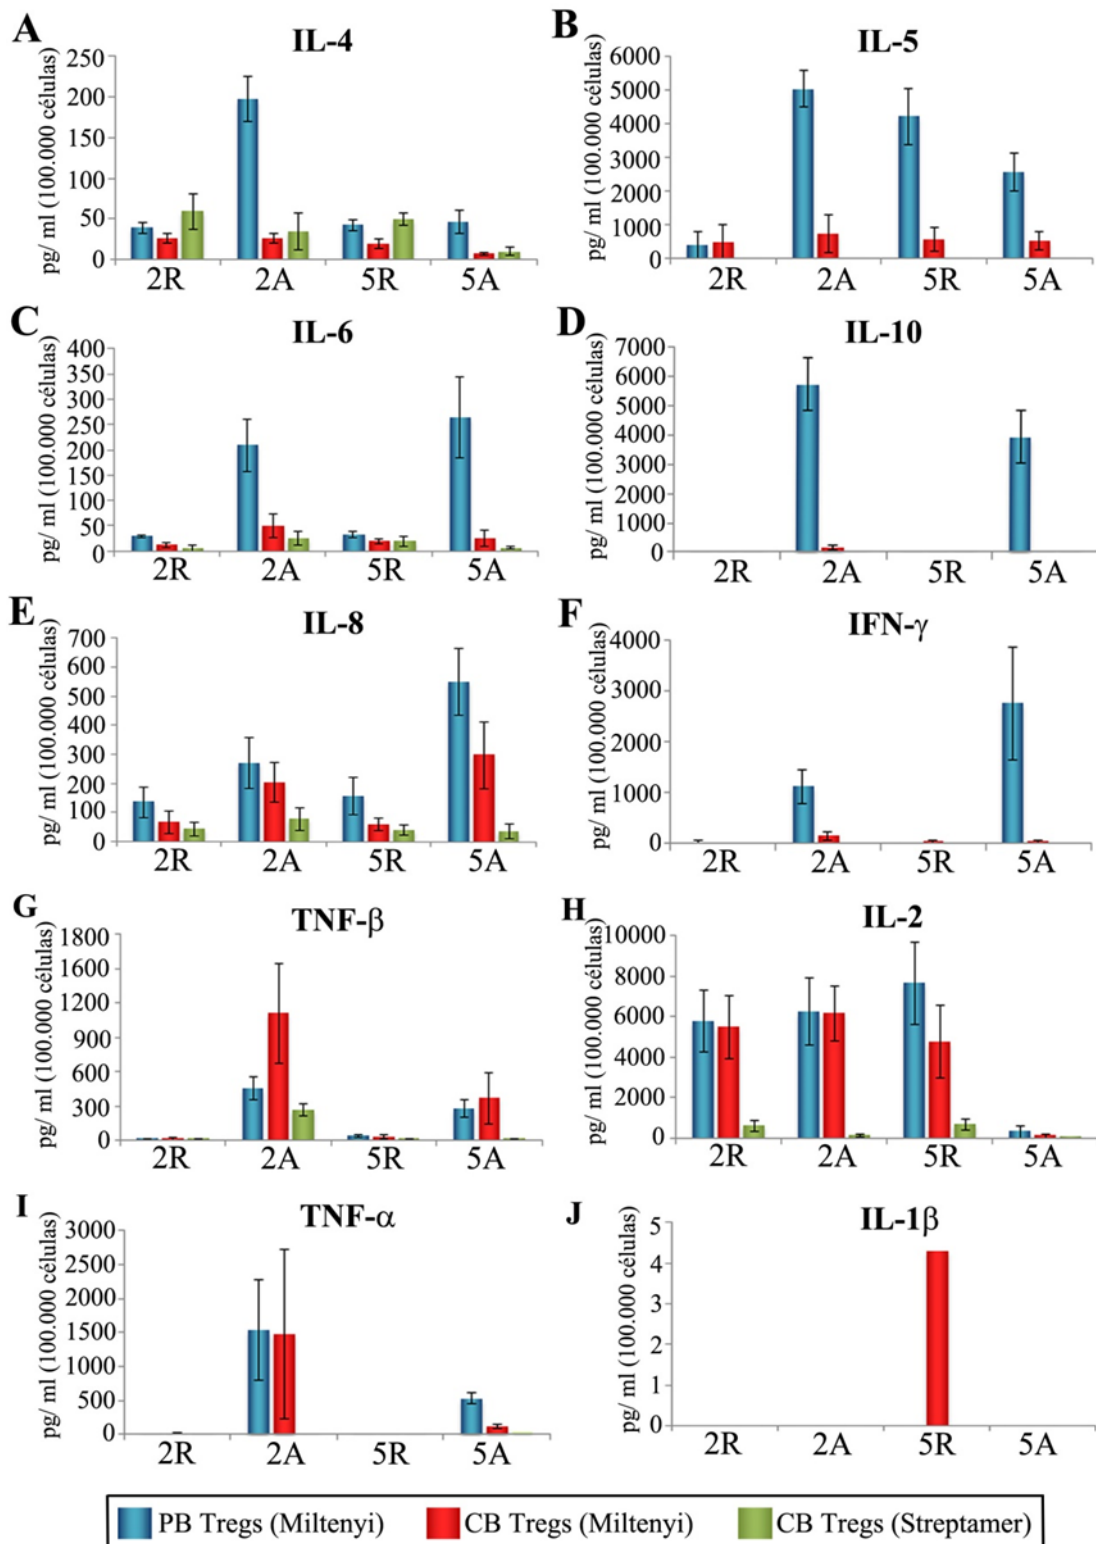 A
IL-4
pg/ ml (100.000 células)
250
200
150
100
50
0
2R 2A 5R 5A
B
IL-5
pg/ ml (100.000 células)
6000
5000
4000
3000
2000
1000
0
2R 2A 5R 5A
C
IL-6
pg/ ml (100.000 células)
400
350
300
250
200
150
100
50
0
2R 2A 5R 5A
D
IL-10
pg/ ml (100.000 células)
7000
6000
5000
4000
3000
2000
1000
0
2R 2A 5R 5A
E
IL-8
pg/ ml (100.000 células)
700
600
500
400
300
200
100
0
2R 2A 5R 5A
F
IFN-γ
pg/ ml (100.000 células)
4000
3000
2000
1000
0
2R 2A 5R 5A
G
TNF-β
pg/ ml (100.000 células)
1800
1500
1200
900
600
300
0
2R 2A 5R 5A
H
IL-2
pg/ ml (100.000 células)
10000
8000
6000
4000
2000
0
2R 2A 5R 5A
I
TNF-α
pg/ ml (100.000 células)
3000
2500
2000
1500
1000
500
0
2R 2A 5R 5A
J
IL-1β
pg/ ml (100.000 células)
5
4
3
2
1
0
2R 2A 5R 5A
PB Tregs (Miltenyi) CB Tregs (Miltenyi) CB Tregs (Streptamer)